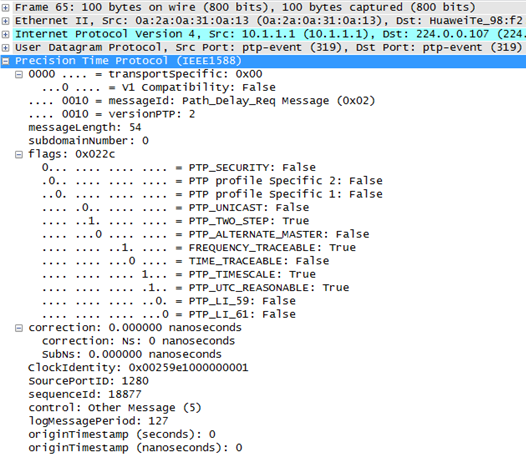 Frame 65: 100 bytes on wire (800 bits), 100 bytes captured (800 bits)
Ethernet II, Src: 0a:2a:0a:31:0a:13 (0a:2a:0a:31:0a:13), Dst: HuaweiTe_98:f2
Internet Protocol Version 4, Src: 10.1.1.1 (10.1.1.1), Dst: 224.0.0.107 (224.
User Datagram Protocol, Src Port: ptp-event (319), Dst Port: ptp-event (319)
Precision Time Protocol (IEEE1588)
0000 .... = transportSpecific: 0x00
...0 .... = V1 Compatibility: False
.... 0010 = messageId: Path_Delay_Req Message (0x02)
.... 0010 = versionPTP: 2
messageLength: 54
subdomainNumber: 0
flags: 0x022c
0... .... .... .... = PTP_SECURITY: False
.0.. .... .... .... = PTP profile Specific 2: False
..0. .... .... .... = PTP profile Specific 1: False
.... .0.. .... .... = PTP_UNICAST: False
.... ..1. .... .... = PTP_TWO_STEP: True
.... ...0 .... .... = PTP_ALTERNATE_MASTER: False
.... .... ..1. .... = FREQUENCY_TRACEABLE: True
.... .... ...0 .... = TIME_TRACEABLE: False
.... .... .... 1... = PTP_TIMESCALE: True
.... .... .... .1.. = PTP_UTC_REASONABLE: True
.... .... .... ..0. = PTP_LI_59: False
.... .... .... ...0 = PTP_LI_61: False
correction: 0.000000 nanoseconds
correction: Ns: 0 nanoseconds
SubNs: 0.000000 nanoseconds
ClockIdentity: 0x00259e1000000001
SourcePortID: 1280
sequenceId: 18877
control: Other Message (5)
logMessagePeriod: 127
originTimestamp (seconds): 0
originTimestamp (nanoseconds): 0